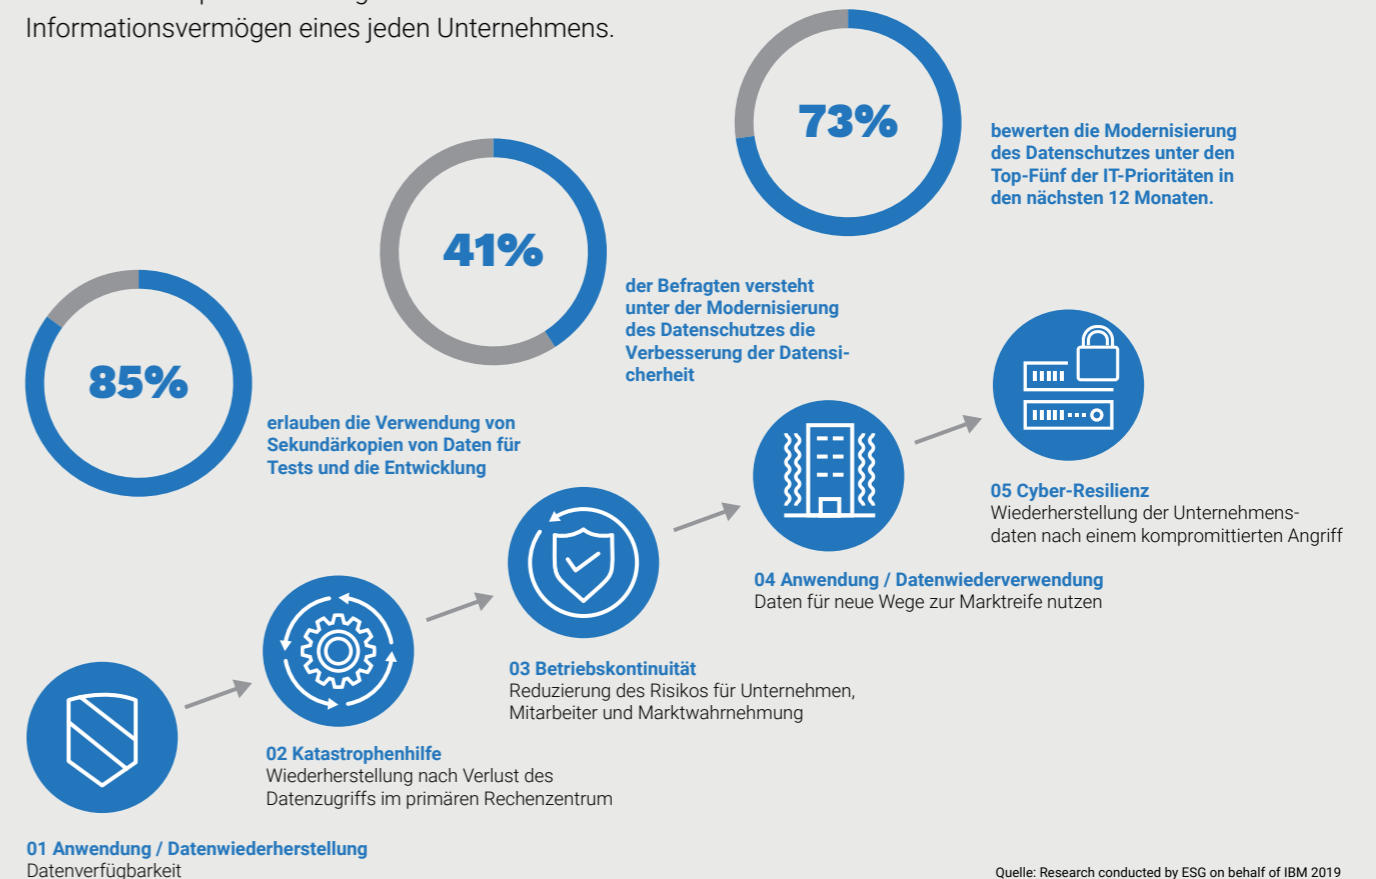 Informationsvermögen eines jeden Unternehmens.
73%
bewerten die Modernisierung
des Datenschutzes unter den
Top-Fünf der IT-Prioritäten in
den nächsten 12 Monaten.
41%
der Befragten versteht
unter der Modernisierung
des Datenschutzes die
Verbesserung der Datensi-
cherheit
85%
erlauben die Verwendung von
Sekundärkopien von Daten für
Tests und die Entwicklung
05 Cyber-Resilienz
Wiederherstellung der Unternehmens-
daten nach einem kompromittierten Angriff
04 Anwendung / Datenwiederverwendung
Daten für neue Wege zur Marktreife nutzen
03 Betriebskontinuität
Reduzierung des Risikos für Unternehmen,
Mitarbeiter und Marktwahrnehmung
02 Katastrophenhilfe
Wiederherstellung nach Verlust des
Datenzugriffs im primären Rechenzentrum
01 Anwendung / Datenwiederherstellung
Datenverfügbarkeit
Quelle: Research conducted by ESG on behalf of IBM 2019